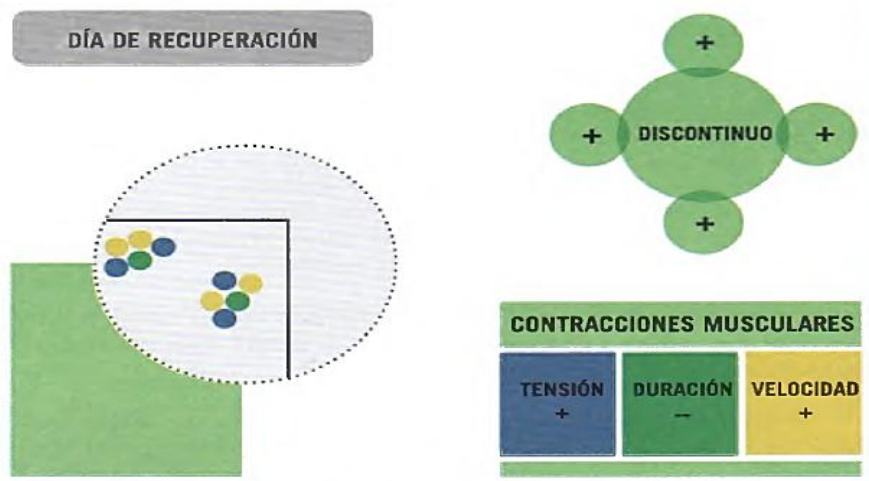 DÍA DE RECUPERACIÓN
+
+ DISCONTINUO +
+
CONTRACCIONES MUSCULARES
TENSIÓN DURACIÓN VELOCIDAD
+ – +